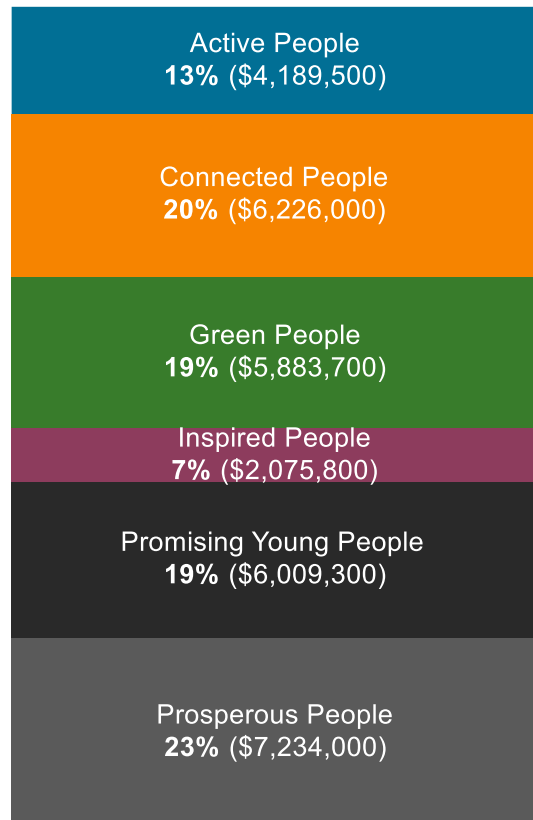 Active People
13% ($4,189,500)
Connected People
20% ($6,226,000)
Green People
19% ($5,883,700)
Inspired People
7% ($2,075,800)
Promising Young People
19% ($6,009,300)
Prosperous People
23% ($7,234,000)